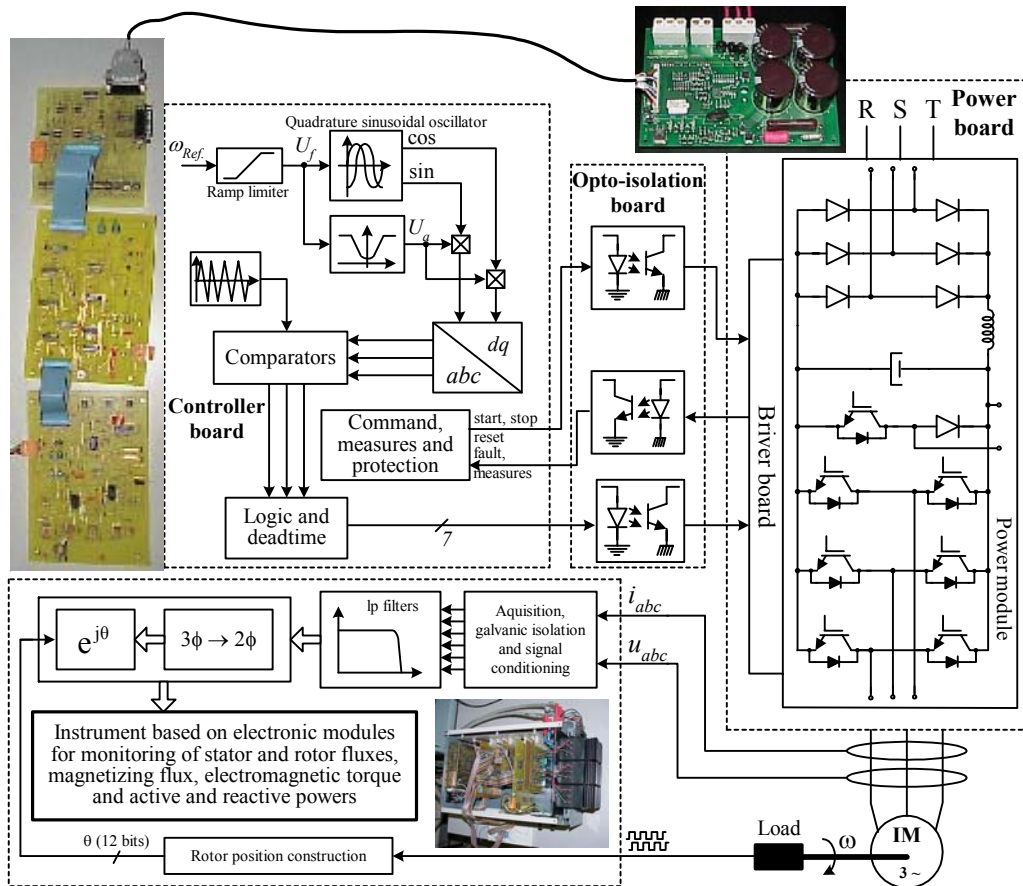 R S T
Power
board
Quadrature sinusoidal oscillator
cos
sin
ω_Ref.
U_f
Ramp limiter
U_a
Opto-isolation
board
Comparators
dq
abc
Controller
board
Command,
measures and
protection
start, stop
reset
fault,
measures
Logic and
deadtime
7
Briver board
Power module
lp filters
Aquisition,
galvanic isolation
and signal
conditioning
i_abc
u_abc
e^jθ
3ϕ → 2ϕ
Instrument based on electronic modules
for monitoring of stator and rotor fluxes,
magnetizing flux, electromagnetic torque
and active and reactive powers
θ (12 bits)
Rotor position construction
Load
ω
IM
3 ~